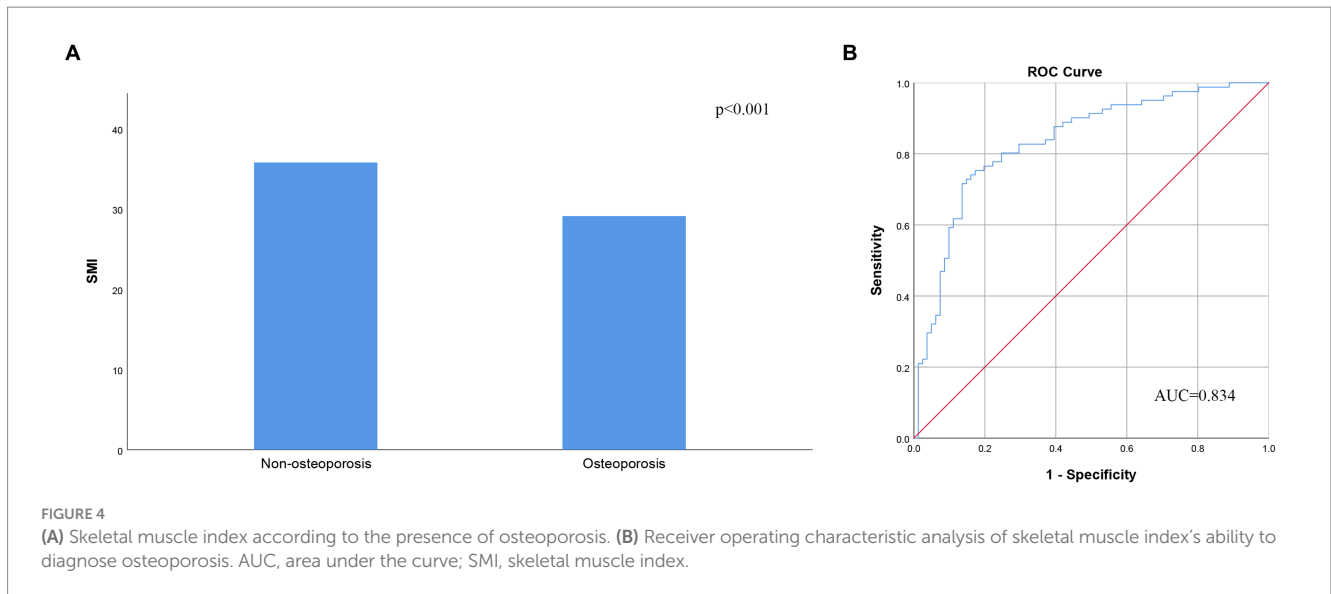 A
p<0.001
SMI
40
30
20
10
0
Non-osteoporosis
Osteoporosis
B
ROC Curve
Sensitivity
1.0
0.8
0.6
0.4
0.2
0.0
AUC=0.834
0.0 0.2 0.4 0.6 0.8 1.0
1 - Specificity
FIGURE 4
(A) Skeletal muscle index according to the presence of osteoporosis. (B) Receiver operating characteristic analysis of skeletal muscle index’s ability to
diagnose osteoporosis. AUC, area under the curve; SMI, skeletal muscle index.